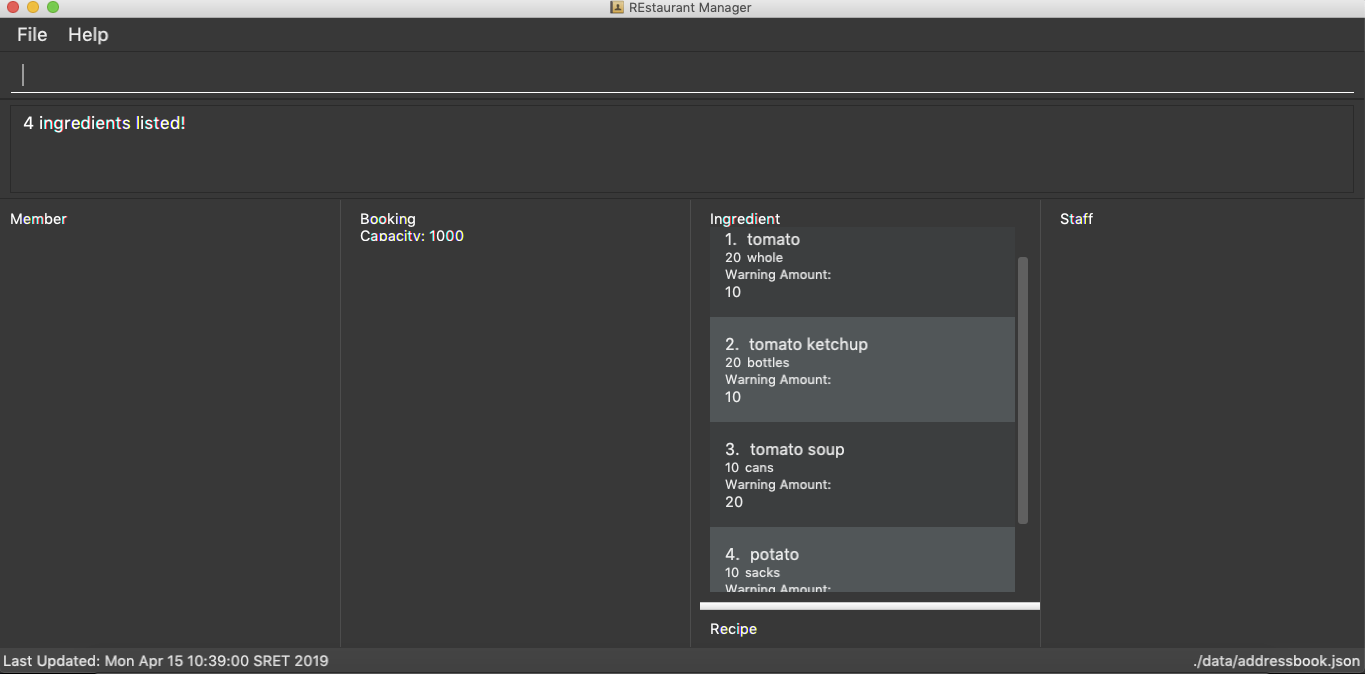 REstaurant Manager
File Help
4 ingredients listed!
Member
Booking
Capacity: 1000
Ingredient
1. tomato
20 whole
Warning Amount:
10
2. tomato ketchup
20 bottles
Warning Amount:
10
3. tomato soup
10 cans
Warning Amount:
20
4. potato
10 sacks
Warning Amount:
Recipe
Staff
Last Updated: Mon Apr 15 10:39:00 SRET 2019
./data/addressbook.json